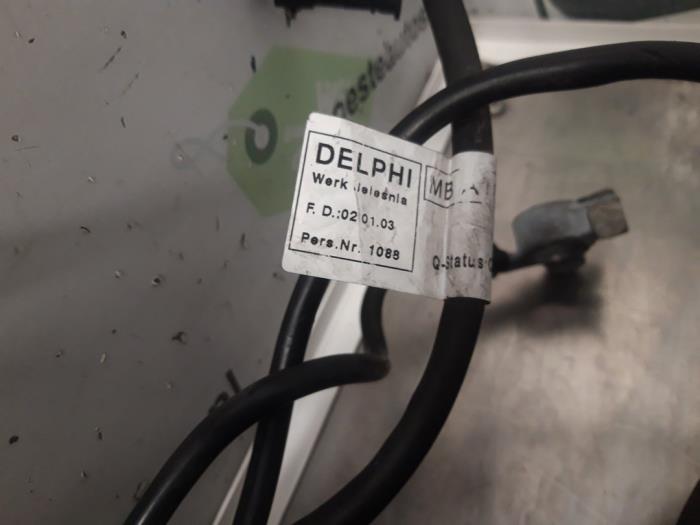 DELPHI
Werk Jelesnia
F. D.:02 01.03
Pers.Nr. 1088
MB
Q-Status